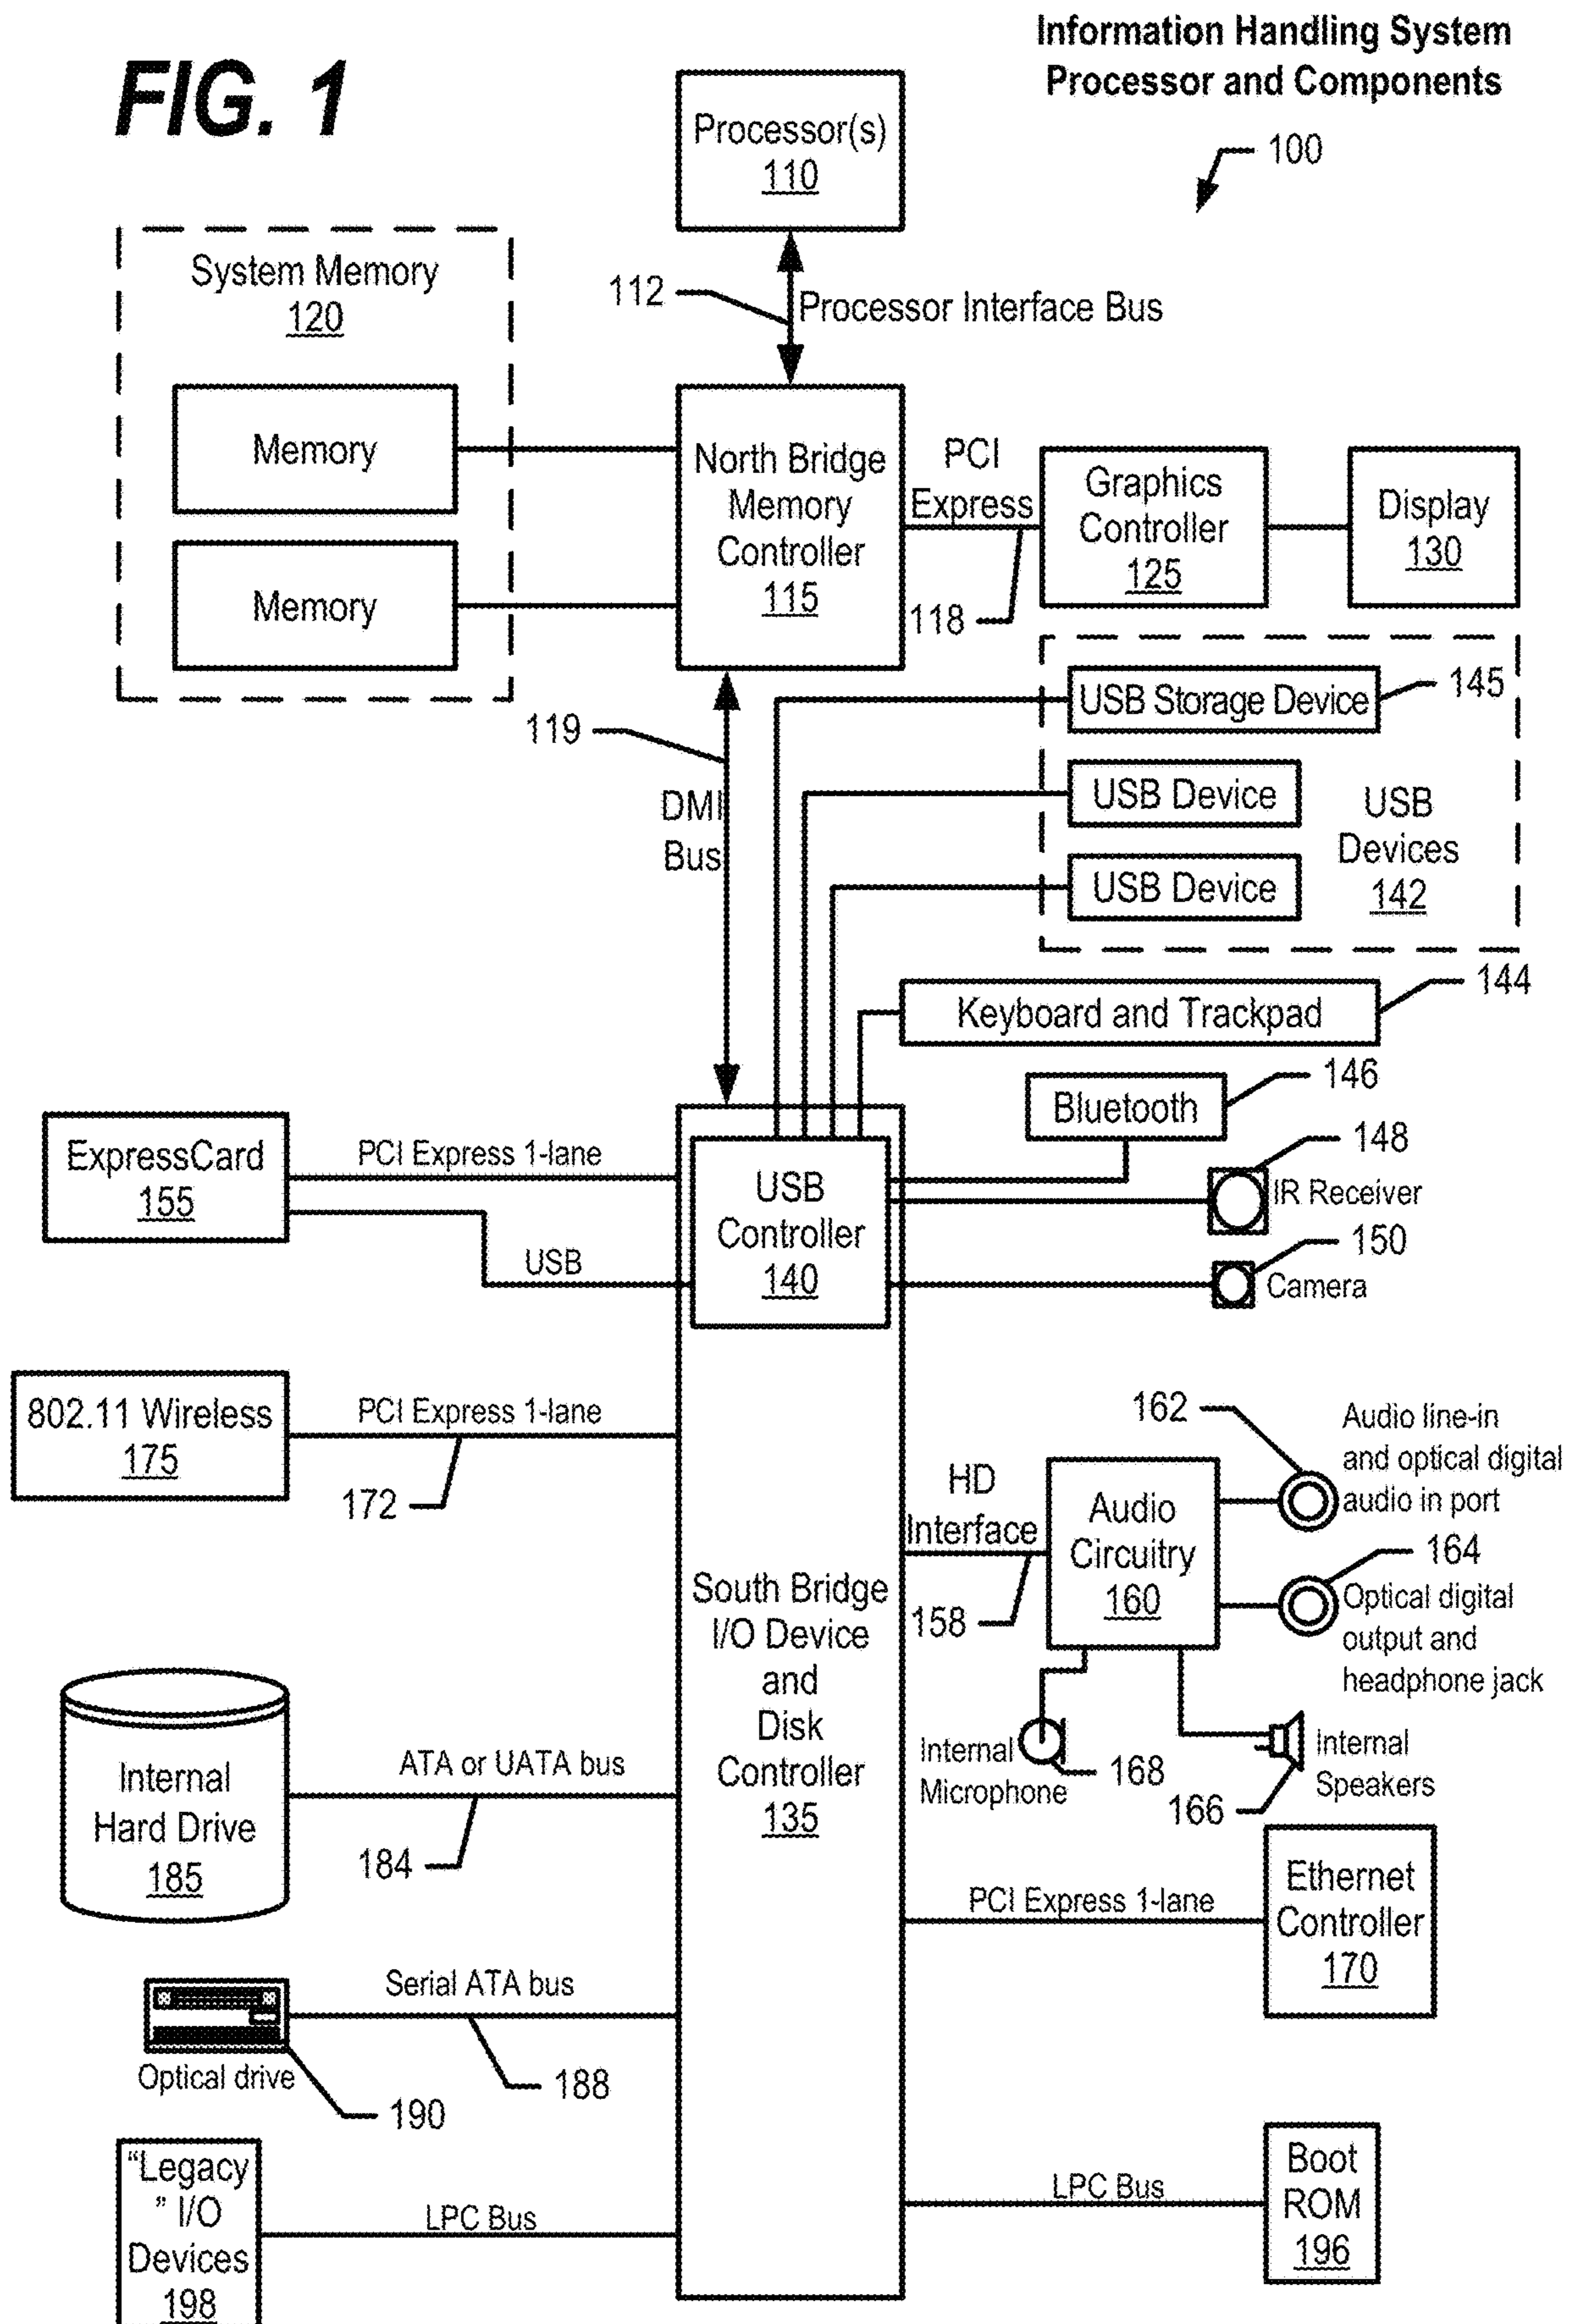 Information Handling System
Processor and Components
FIG. 1
100
Processor(s)
110
System Memory
120
112
Processor Interface Bus
Memory
Memory
North Bridge
Memory
Controller
115
PCI
Express
118
Graphics
Controller
125
Display
130
119
DMI
Bus
USB Storage Device
145
USB Device
USB Device
USB
Devices
142
Keyboard and Trackpad
144
Bluetooth
146
148
IR Receiver
150
Camera
ExpressCard
155
PCI Express 1-lane
USB
USB
Controller
140
802.11 Wireless
175
PCI Express 1-lane
172
162
Audio line-in
and optical digital
audio in port
HD
Interface
158
Audio
Circuitry
160
164
Optical digital
output and
headphone jack
South Bridge
I/O Device
and
Disk
Controller
135
Internal
Microphone
168
Internal
Speakers
166
Internal
Hard Drive
185
ATA or UATA bus
184
PCI Express 1-lane
Ethernet
Controller
170
Serial ATA bus
188
Optical drive
190
“Legacy
” I/O
Devices
198
LPC Bus
LPC Bus
Boot
ROM
196